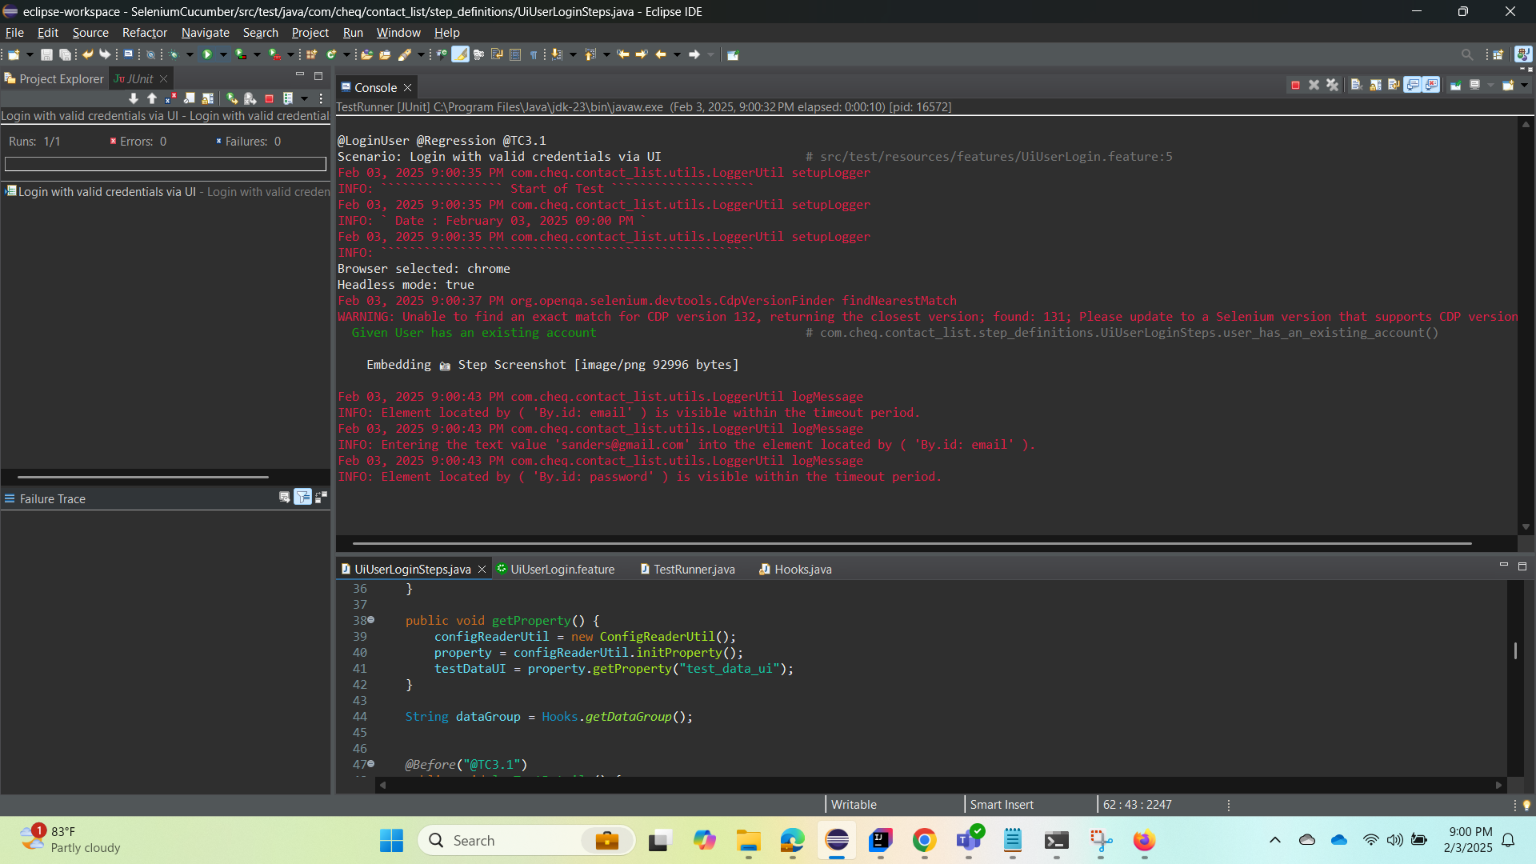 eclipse-workspace - SeleniumCucumber/src/test/java/com/cheq/contact_list/step_definitions/UiUserLoginSteps.java - Eclipse IDE
File Edit Source Refactor Navigate Search Project Run Window Help
Project Explorer JUnit
Login with valid credentials via UI - Login with valid credential
Runs: 1/1 Errors: 0 Failures: 0
Login with valid credentials via UI - Login with valid creden
Failure Trace
Console
TestRunner [JUnit] C:\Program Files\Java\jdk-23\bin\javaw.exe (Feb 3, 2025, 9:00:32 PM elapsed: 0:00:10) [pid: 16572]
@LoginUser @Regression @TC3.1
Scenario: Login with valid credentials via UI # src/test/resources/features/UiUserLogin.feature:5
Feb 03, 2025 9:00:35 PM com.cheq.contact_list.utils.LoggerUtil setupLogger
INFO: ````````````````` Start of Test ````````````````````
Feb 03, 2025 9:00:35 PM com.cheq.contact_list.utils.LoggerUtil setupLogger
INFO: ` Date : February 03, 2025 09:00 PM `
Feb 03, 2025 9:00:35 PM com.cheq.contact_list.utils.LoggerUtil setupLogger
INFO: ````````````````````````````````````````````````````
Browser selected: chrome
Headless mode: true
Feb 03, 2025 9:00:37 PM org.openqa.selenium.devtools.CdpVersionFinder findNearestMatch
WARNING: Unable to find an exact match for CDP version 132, returning the closest version; found: 131; Please update to a Selenium version that supports CDP version
Given User has an existing account # com.cheq.contact_list.step_definitions.UiUserLoginSteps.user_has_an_existing_account()
Embedding 📷 Step Screenshot [image/png 92996 bytes]
Feb 03, 2025 9:00:43 PM com.cheq.contact_list.utils.LoggerUtil logMessage
INFO: Element located by ( 'By.id: email' ) is visible within the timeout period.
Feb 03, 2025 9:00:43 PM com.cheq.contact_list.utils.LoggerUtil logMessage
INFO: Entering the text value 'sanders@gmail.com' into the element located by ( 'By.id: email' ).
Feb 03, 2025 9:00:43 PM com.cheq.contact_list.utils.LoggerUtil logMessage
INFO: Element located by ( 'By.id: password' ) is visible within the timeout period.
UiUserLoginSteps.java UiUserLogin.feature TestRunner.java Hooks.java
36 }
37
38 public void getProperty() {
39 configReaderUtil = new ConfigReaderUtil();
40 property = configReaderUtil.initProperty();
41 testDataUI = property.getProperty("test_data_ui");
42 }
43
44 String dataGroup = Hooks.getDataGroup();
45
46
47 @Before("@TC3.1")
Writable Smart Insert 62 : 43 : 2247
1
83°F
Partly cloudy
Search
9:00 PM
2/3/2025